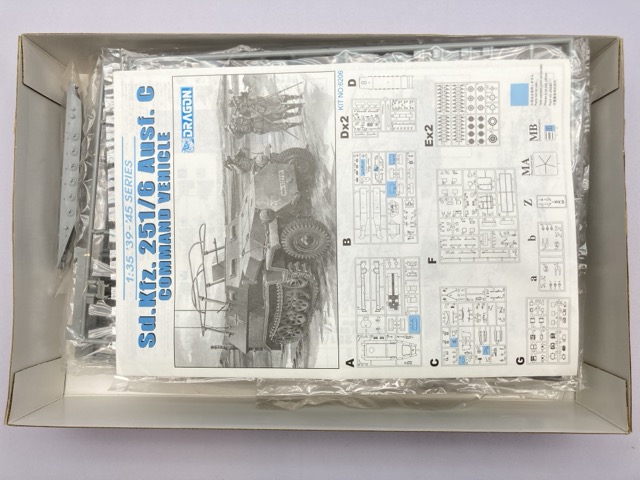 1:35 '39-'45 SERIES
Sd.Kfz. 251/6 Ausf. C
COMMAND VEHICLE
DRAGON
KIT NO:6206
A
B
Dx2
D
C
F
Ex2
G
a
b
Z
MA
MB